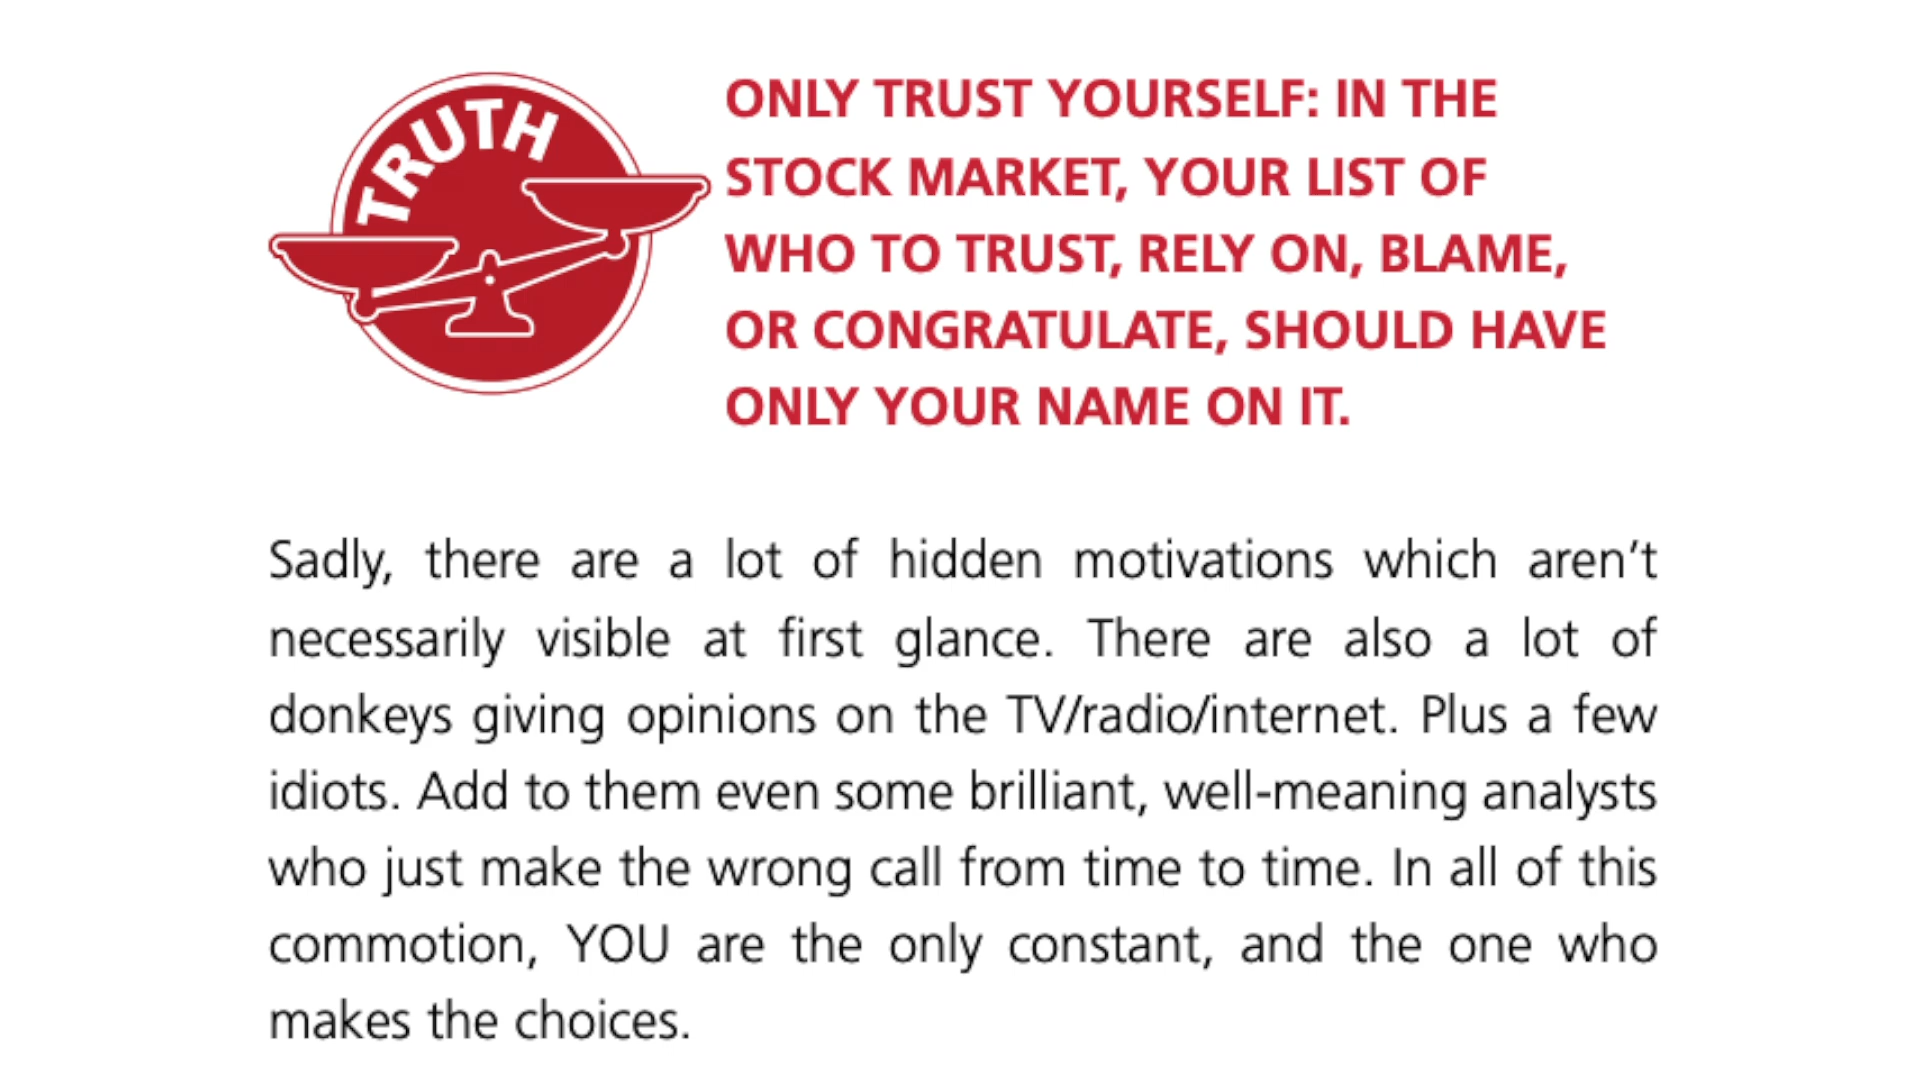 TRUTH
ONLY TRUST YOURSELF: IN THE
STOCK MARKET, YOUR LIST OF
WHO TO TRUST, RELY ON, BLAME,
OR CONGRATULATE, SHOULD HAVE
ONLY YOUR NAME ON IT.
Sadly, there are a lot of hidden motivations which aren’t
necessarily visible at first glance. There are also a lot of
donkeys giving opinions on the TV/radio/internet. Plus a few
idiots. Add to them even some brilliant, well-meaning analysts
who just make the wrong call from time to time. In all of this
commotion, YOU are the only constant, and the one who
makes the choices.